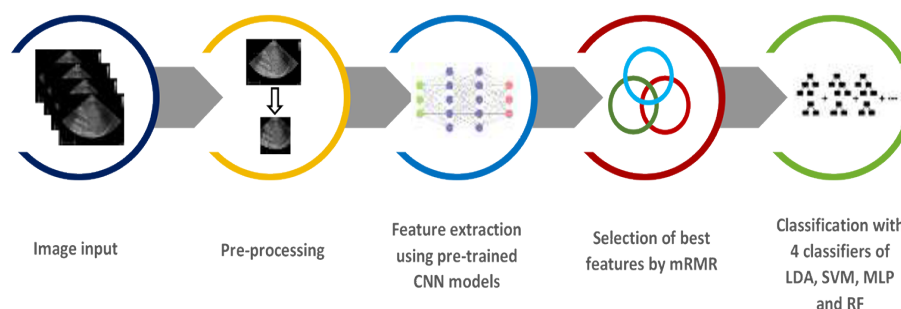 Image input
Pre-processing
Feature extraction
using pre-trained
CNN models
Selection of best
features by mRMR
Classification with
4 classifiers of
LDA, SVM, MLP
and RF